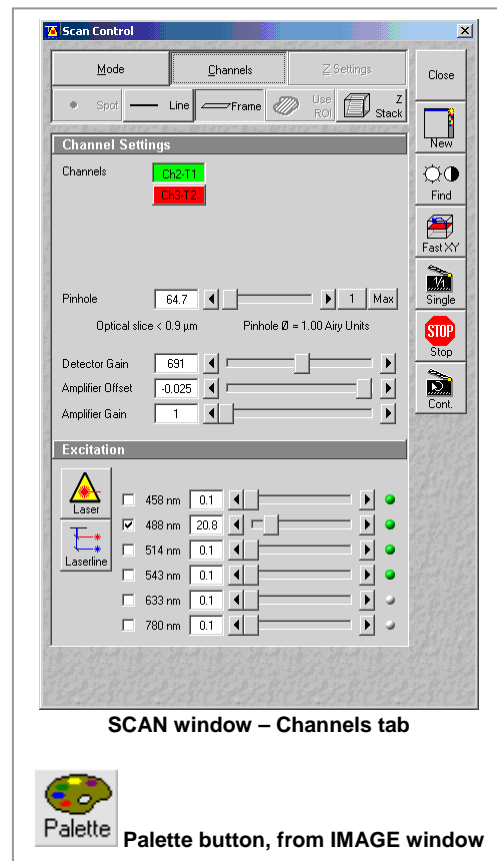 Scan Control
Mode Channels Z Settings
Close
Spot Line Frame Use ROI Z Stack
New
Channel Settings
Channels Ch2-T1
Ch3-T2
Find
Fast XY
Pinhole 64.7 1 Max
1/1
Single
Optical slice < 0.9 µm Pinhole Ø = 1.00 Airy Units
STOP
Stop
Detector Gain 691
Amplifier Offset -0.025
Amplifier Gain 1
Cont.
Excitation
Laser
458 nm 0.1
488 nm 20.8
Laserline
514 nm 0.1
543 nm 0.1
633 nm 0.1
780 nm 0.1
SCAN window – Channels tab
Palette
Palette button, from IMAGE window